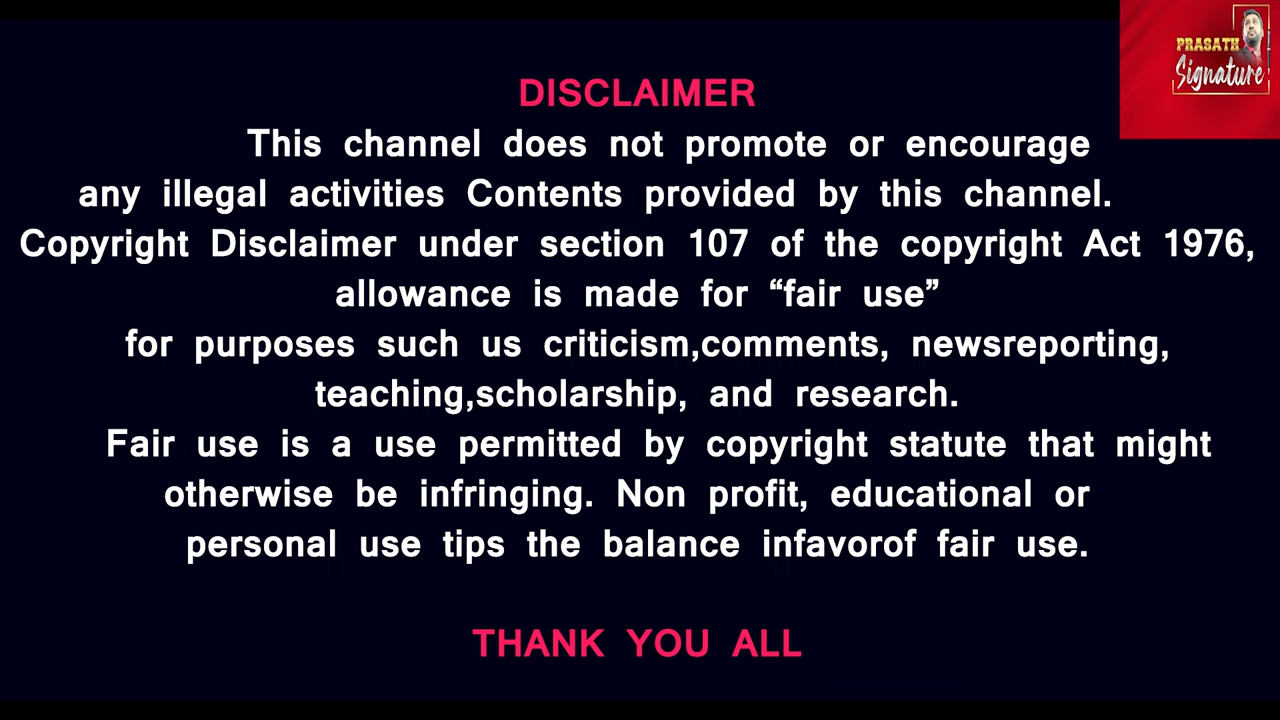 PRASATH
Signature
DISCLAIMER
This channel does not promote or encourage
any illegal activities Contents provided by this channel.
Copyright Disclaimer under section 107 of the copyright Act 1976,
allowance is made for “fair use”
for purposes such us criticism,comments, newsreporting,
teaching,scholarship, and research.
Fair use is a use permitted by copyright statute that might
otherwise be infringing. Non profit, educational or
personal use tips the balance infavorof fair use.
THANK YOU ALL